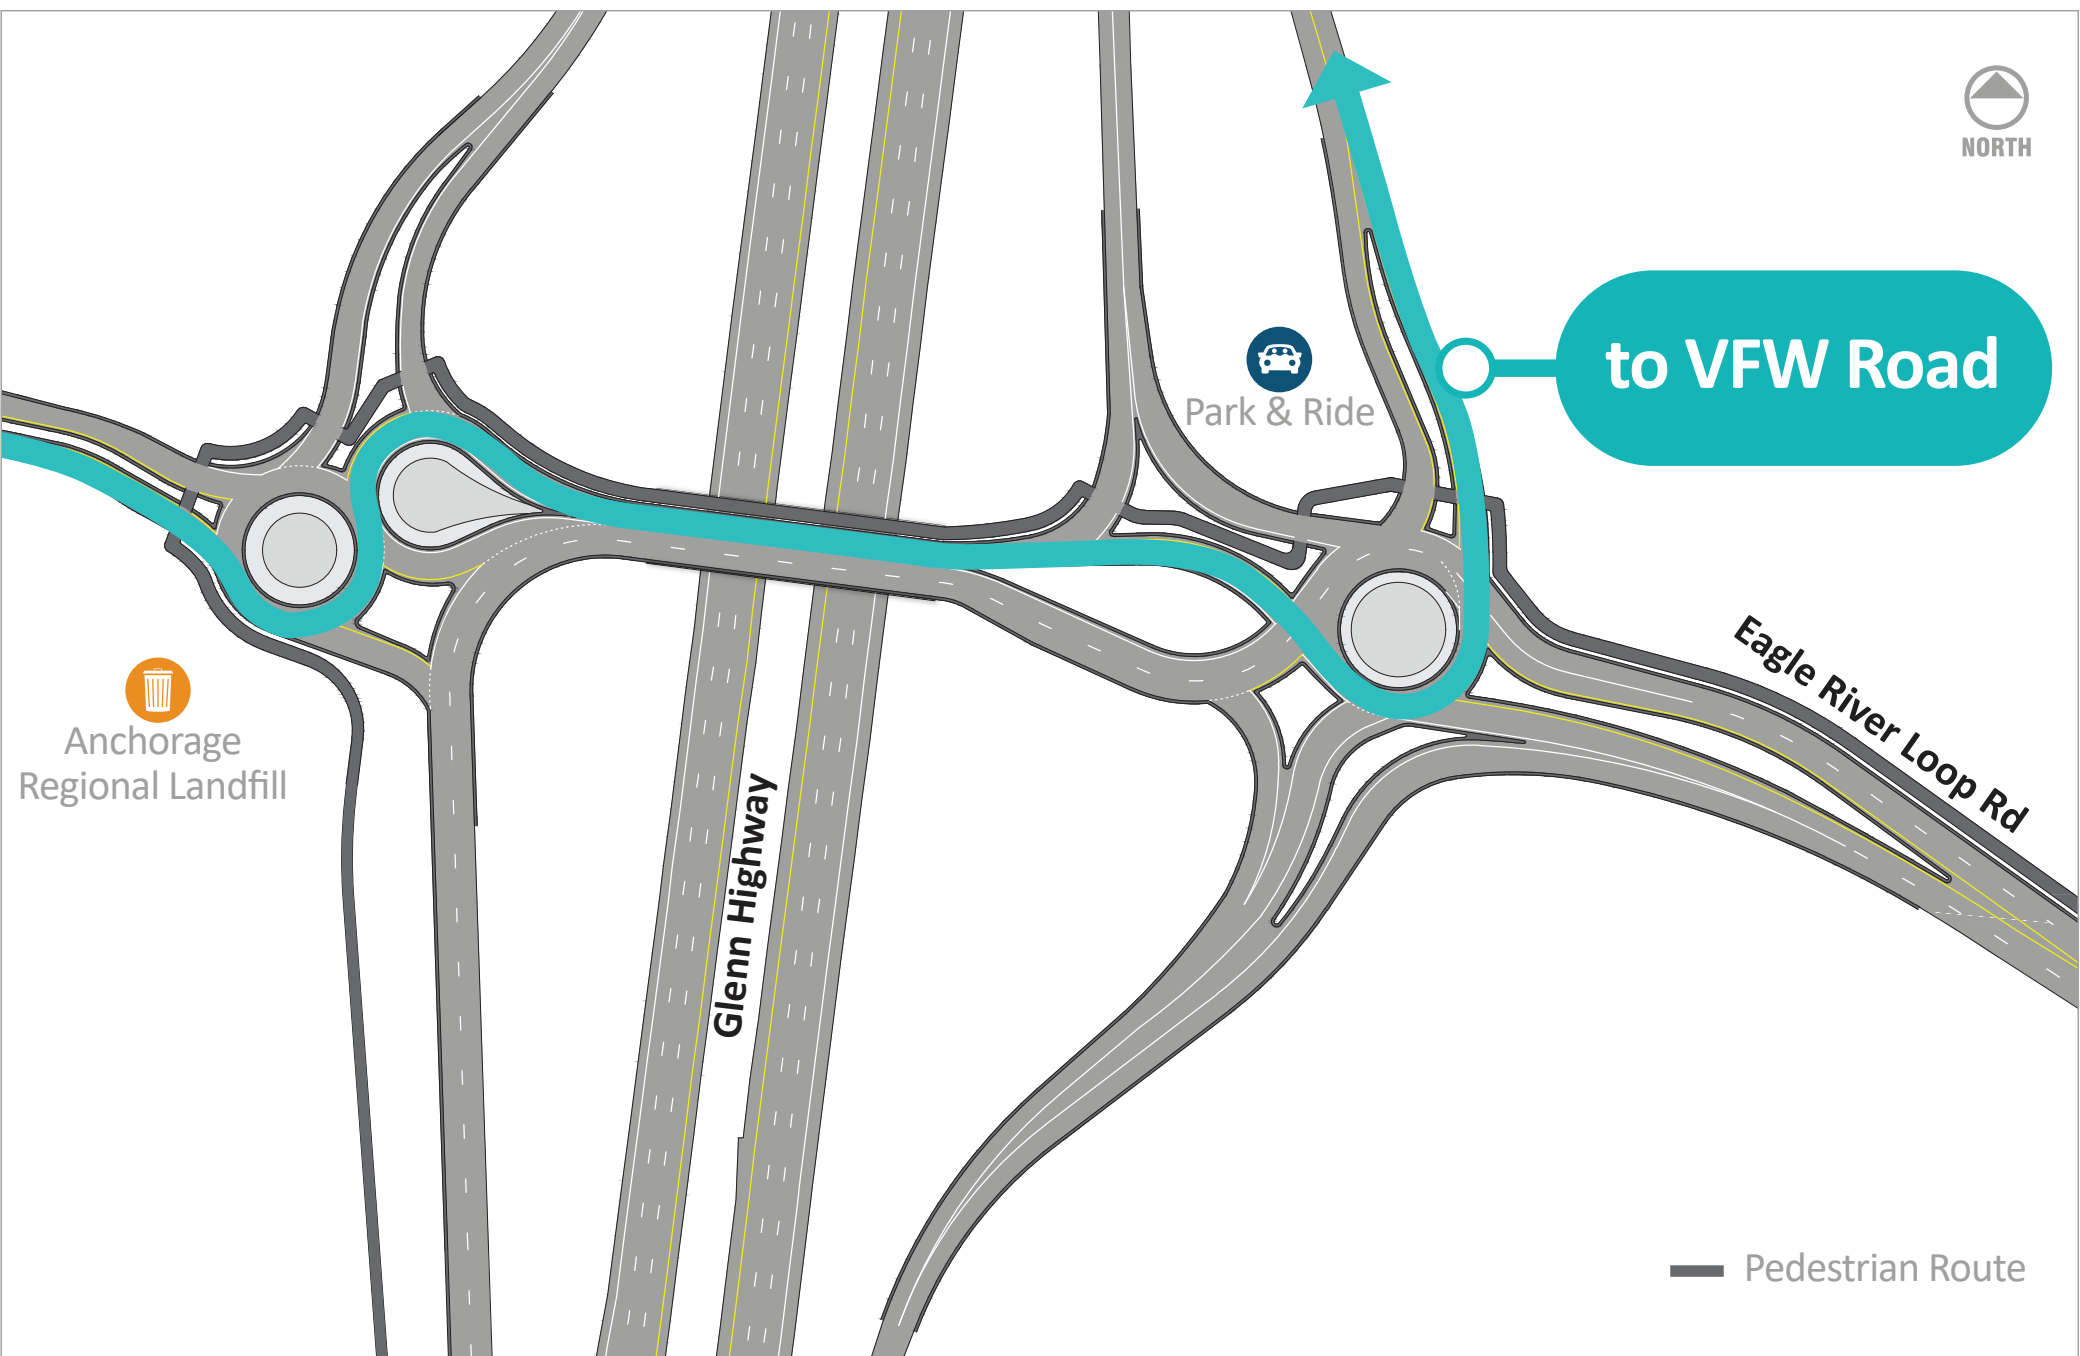 NORTH
to VFW Road
Park & Ride
Eagle River Loop Rd
Anchorage
Regional Landfill
Glenn Highway
Pedestrian Route